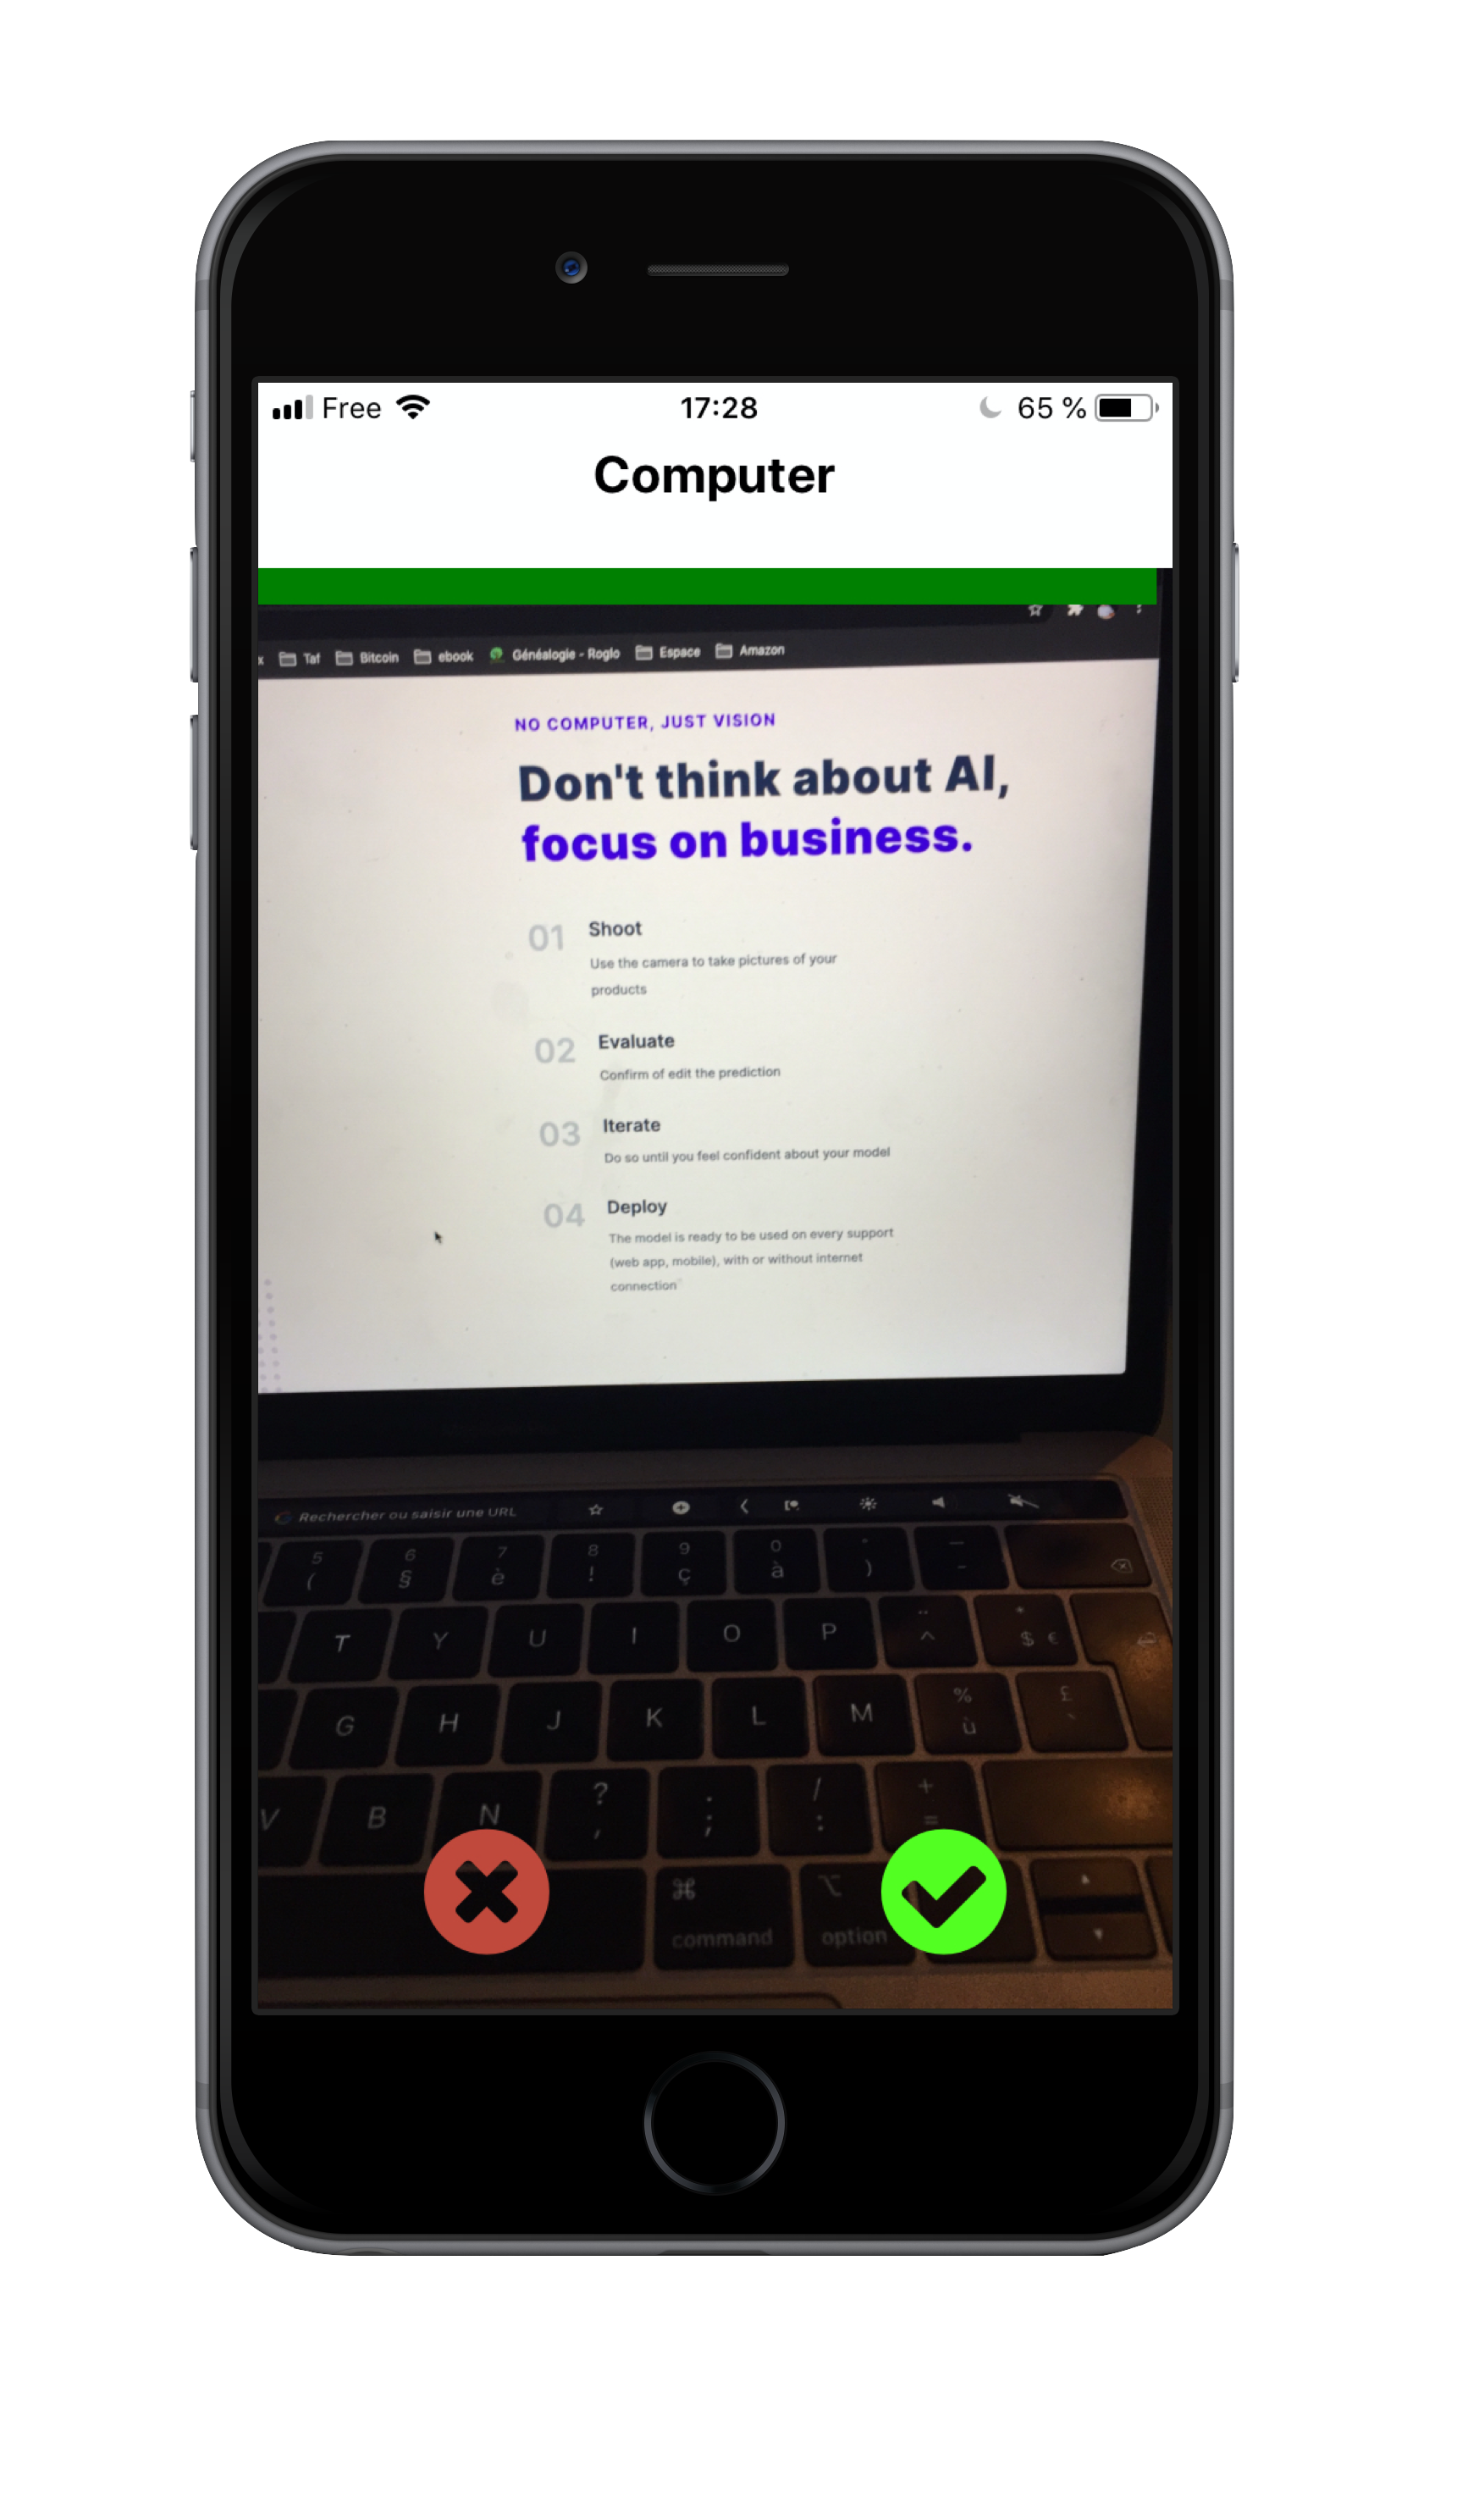 Free 17:28 65 %
Computer
Taf Bitcoin ebook Généalogie - Roglo Espace Amazon
NO COMPUTER, JUST VISION
Don't think about AI,
focus on business.
01 Shoot
Use the camera to take pictures of your
products
02 Evaluate
Confirm of edit the prediction
03 Iterate
Do so until you feel confident about your model
04 Deploy
The model is ready to be used on every support
(web app, mobile), with or without internet
connection
Rechercher ou saisir une URL
5 6 7 8 9 0 —
( § è ! ç à ) -
T Y U I O P ¨ ^ * $ €
G H J K L M % ù £ `
V B N ? , . ; / : + =
⌘ ⌥
command option